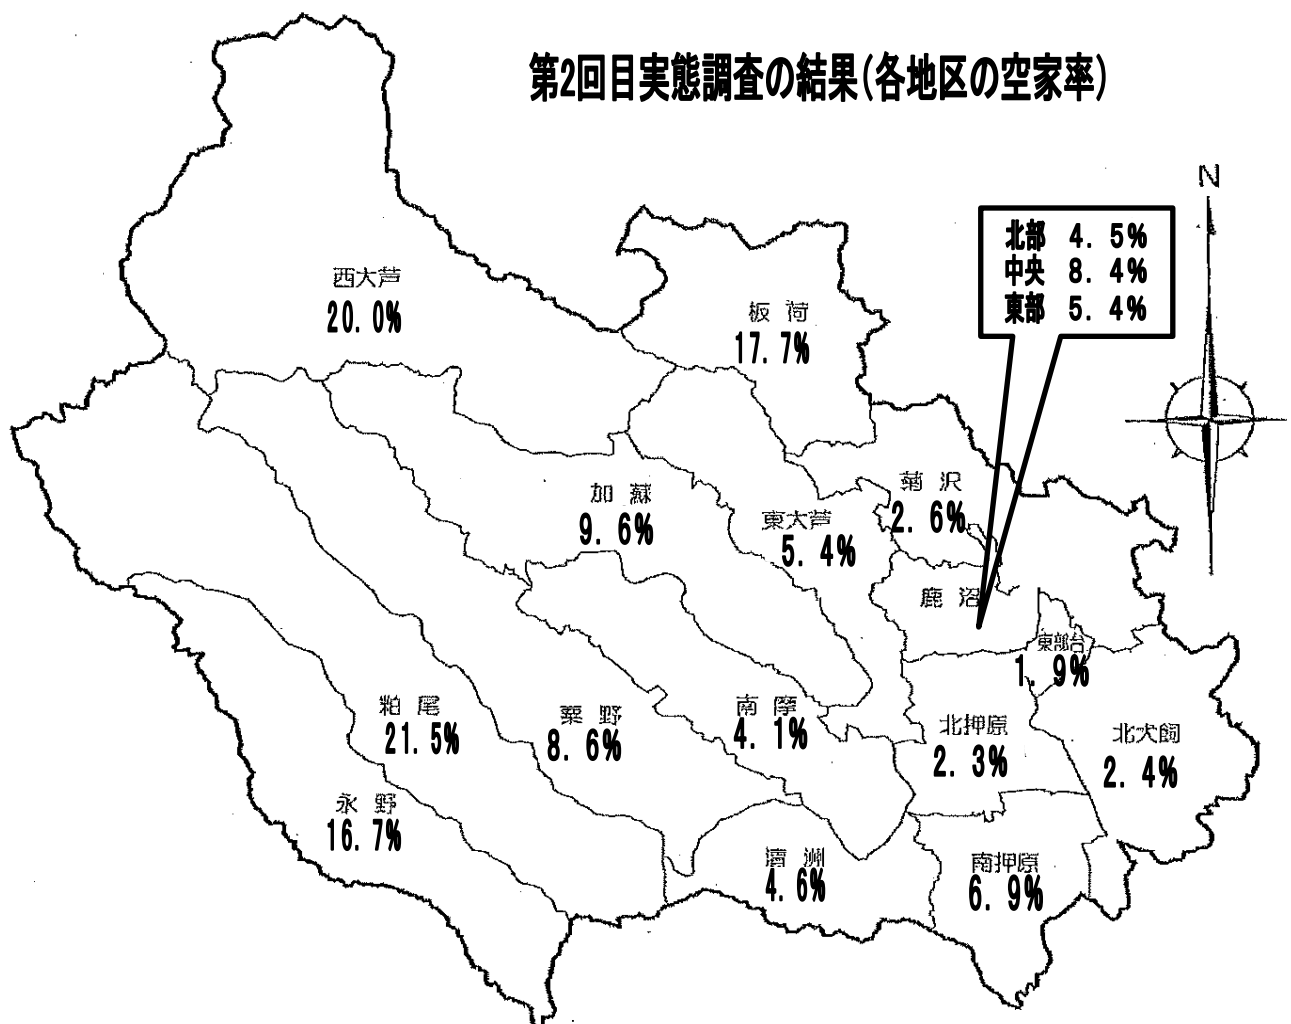 第2回目実態調査の結果(各地区の空家率)
N
北部 4.5%
中央 8.4%
東部 5.4%
西大芦
20.0%
板荷
17.7%
菊沢
2.6%
加蘇
9.6%
東大芦
5.4%
鹿沼
東部台
1.9%
粕尾
21.5%
粟野
8.6%
南摩
4.1%
北押原
2.3%
北犬飼
2.4%
永野
16.7%
清洲
4.6%
南押原
6.9%